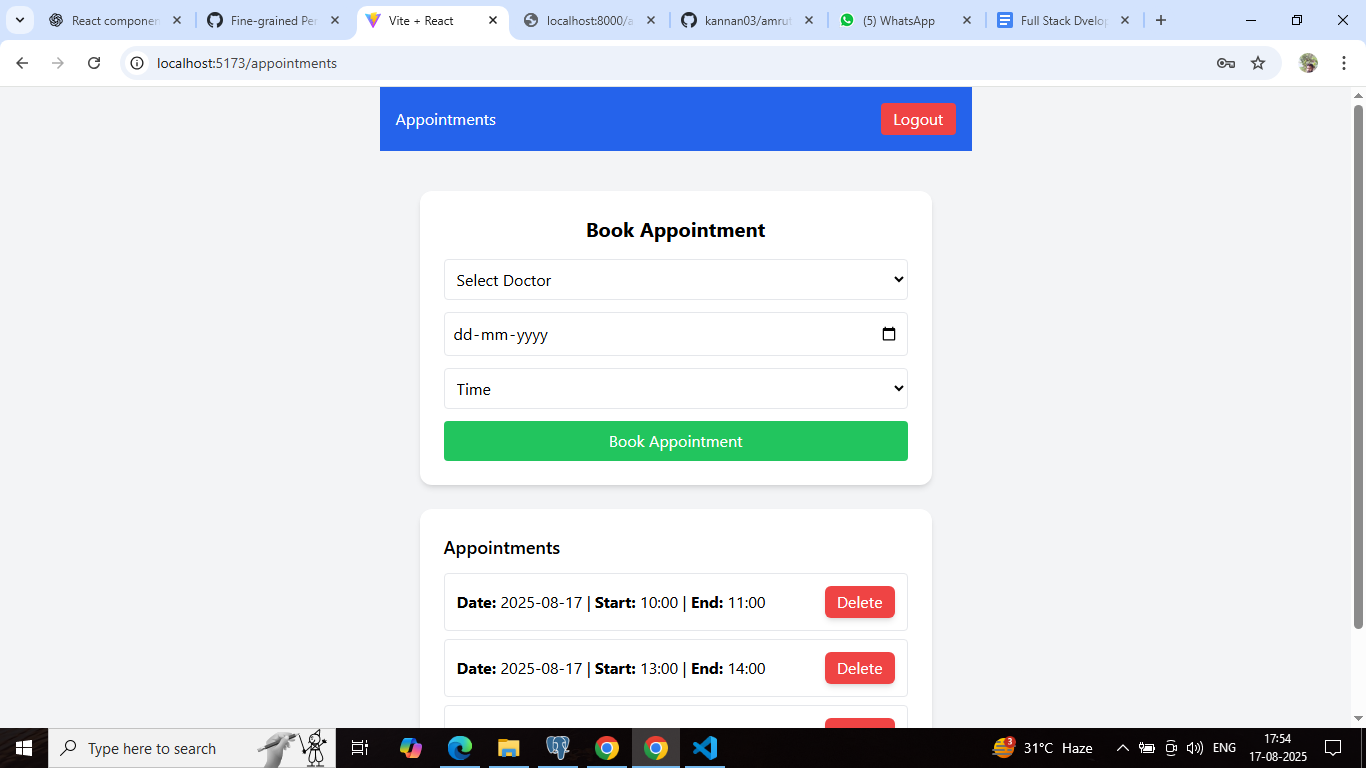 React componen
Fine-grained Per
Vite + React
localhost:8000/a
kannan03/amrut
(5) WhatsApp
Full Stack Dvelop
localhost:5173/appointments
Appointments
Logout
Book Appointment
Select Doctor
dd-mm-yyyy
Time
Book Appointment
Appointments
Date: 2025-08-17 | Start: 10:00 | End: 11:00
Delete
Date: 2025-08-17 | Start: 13:00 | End: 14:00
Delete
Type here to search
3
31°C Haze
ENG
17:54
17-08-2025